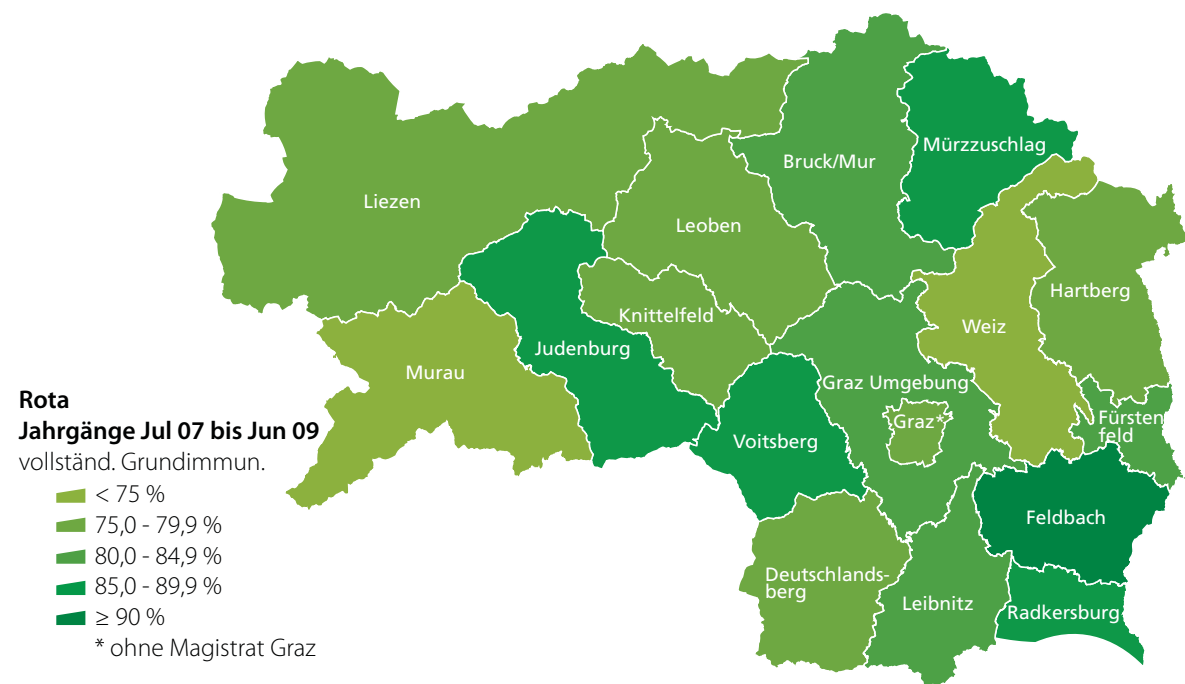 Mürzzuschlag
Bruck/Mur
Liezen
Leoben
Hartberg
Knittelfeld
Weiz
Judenburg
Murau
Graz Umgebung
Graz*
Fürsten
feld
Voitsberg
Feldbach
Deutschlands-
berg
Leibnitz
Radkersburg
Rota
Jahrgänge Jul 07 bis Jun 09
vollständ. Grundimmun.
< 75 %
75,0 - 79,9 %
80,0 - 84,9 %
85,0 - 89,9 %
≥ 90 %
* ohne Magistrat Graz